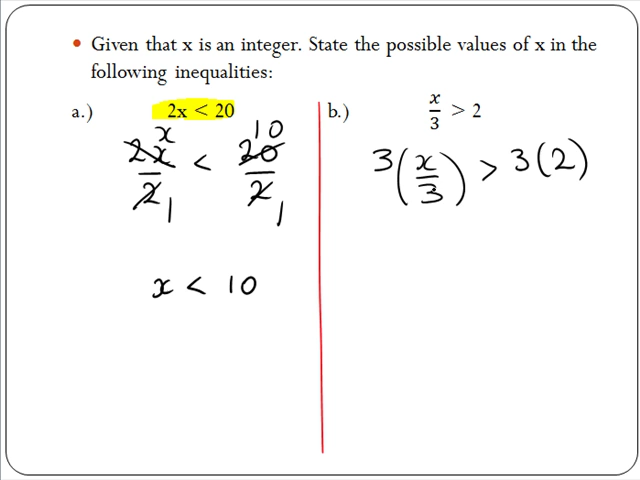 • Given that x is an integer. State the possible values of x in the
following inequalities:
a.) 2x < 20
x 10
2x/2 < 20/2
1 1
x < 10
b.) x/3 > 2
3(x/3) > 3(2)